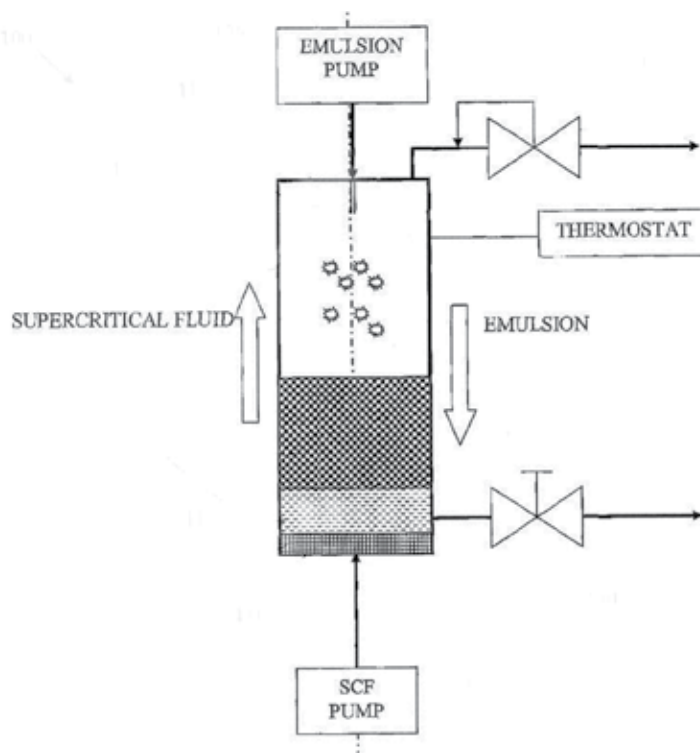 EMULSION
PUMP
THERMOSTAT
SUPERCRITICAL FLUID
EMULSION
SCF
PUMP